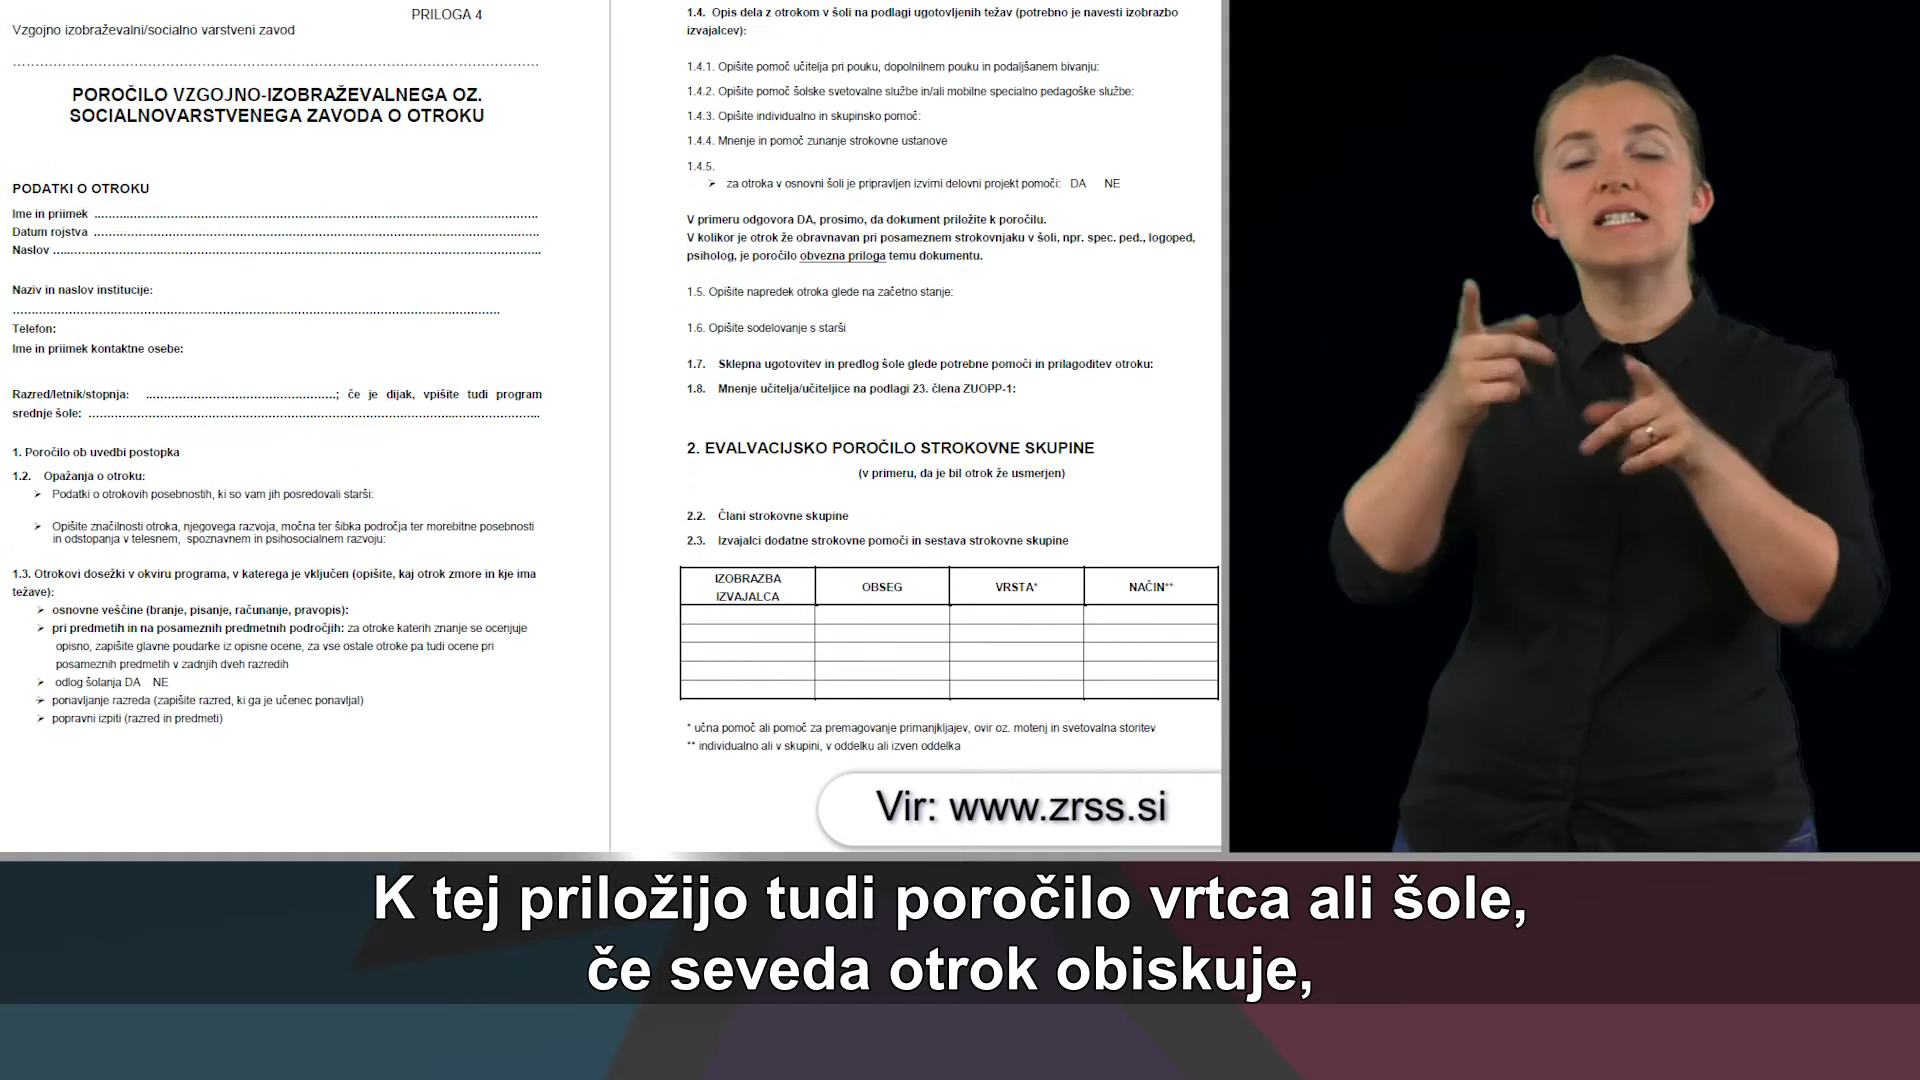 PRILOGA 4
Vzgojno izobraževalni/socialno varstveni zavod
POROČILO VZGOJNO-IZOBRAŽEVALNEGA OZ.
SOCIALNOVARSTVENEGA ZAVODA O OTROKU
PODATKI O OTROKU
Ime in priimek
Datum rojstva
Naslov
Naziv in naslov institucije:
Telefon:
Ime in priimek kontaktne osebe:
Razred/letnik/stopnja: ; če je dijak, vpišite tudi program
srednje šole:
1. Poročilo ob uvedbi postopka
1.2. Opažanja o otroku:
➢ Podatki o otrokovih posebnostih, ki so vam jih posredovali starši:
➢ Opišite značilnosti otroka, njegovega razvoja, močna ter šibka področja ter morebitne posebnosti
in odstopanja v telesnem, spoznavnem in psihosocialnem razvoju:
1.3. Otrokovi dosežki v okviru programa, v katerega je vključen (opišite, kaj otrok zmore in kje ima
težave):
➢ osnovne veščine (branje, pisanje, računanje, pravopis):
➢ pri predmetih in na posameznih predmetnih področjih: za otroke katerih znanje se ocenjuje
opisno, zapišite glavne poudarke iz opisne ocene, za vse ostale otroke pa tudi ocene pri
posameznih predmetih v zadnjih dveh razredih
➢ odlog šolanja DA NE
➢ ponavljanje razreda (zapišite razred, ki ga je učenec ponavljal)
➢ popravni izpiti (razred in predmeti)
1.4. Opis dela z otrokom v šoli na podlagi ugotovljenih težav (potrebno je navesti izobrazbo
izvajalcev):
1.4.1. Opišite pomoč učitelja pri pouku, dopolnilnem pouku in podaljšanem bivanju:
1.4.2. Opišite pomoč šolske svetovalne službe in/ali mobilne specialno pedagoške službe:
1.4.3. Opišite individualno in skupinsko pomoč:
1.4.4. Mnenje in pomoč zunanje strokovne ustanove
1.4.5.
➢ za otroka v osnovni šoli je pripravljen izvirni delovni projekt pomoči: DA NE
V primeru odgovora DA, prosimo, da dokument priložite k poročilu.
V kolikor je otrok že obravnavan pri posameznem strokovnjaku v šoli, npr. spec. ped., logoped,
psiholog, je poročilo obvezna priloga temu dokumentu.
1.5. Opišite napredek otroka glede na začetno stanje:
1.6. Opišite sodelovanje s starši
1.7. Sklepna ugotovitev in predlog šole glede potrebne pomoči in prilagoditev otroku:
1.8. Mnenje učitelja/učiteljice na podlagi 23. člena ZUOPP-1:
2. EVALVACIJSKO POROČILO STROKOVNE SKUPINE
(v primeru, da je bil otrok že usmerjen)
2.2. Člani strokovne skupine
2.3. Izvajalci dodatne strokovne pomoči in sestava strokovne skupine
IZOBRAZBA
IZVAJALCA
OBSEG
VRSTA*
NAČIN**
* učna pomoč ali pomoč za premagovanje primanjkljajev, ovir oz. motenj in svetovalna storitev
** individualno ali v skupini, v oddelku ali izven oddelka
Vir: www.zrss.si
K tej priložijo tudi poročilo vrtca ali šole,
če seveda otrok obiskuje,